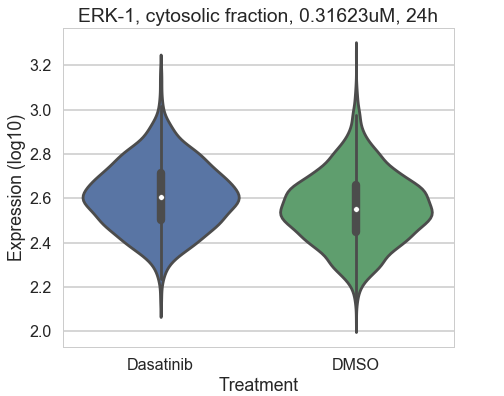 ERK-1, cytosolic fraction, 0.31623uM, 24h
Expression (log10)
3.2
3.0
2.8
2.6
2.4
2.2
2.0
Dasatinib
DMSO
Treatment